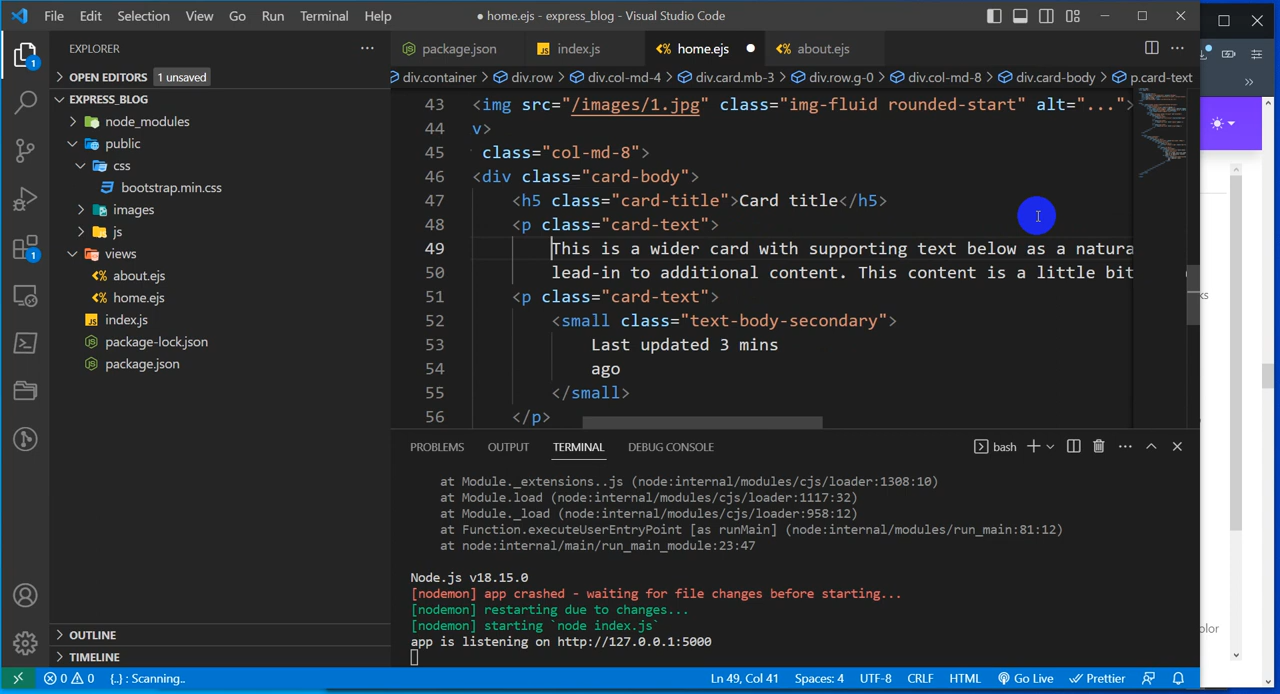 File Edit Selection View Go Run Terminal Help
● home.ejs - express_blog - Visual Studio Code
EXPLORER
package.json
index.js
home.ejs
about.ejs
OPEN EDITORS 1 unsaved
div.container > div.row > div.col-md-4 > div.card.mb-3 > div.row.g-0 > div.col-md-8 > div.card-body > p.card-text
EXPRESS_BLOG
node_modules
public
css
bootstrap.min.css
images
js
views
about.ejs
home.ejs
index.js
package-lock.json
package.json
OUTLINE
TIMELINE
43 <img src="/images/1.jpg" class="img-fluid rounded-start" alt="...">
44 v>
45 class="col-md-8">
46 <div class="card-body">
47 <h5 class="card-title">Card title</h5>
48 <p class="card-text">
49 This is a wider card with supporting text below as a natura
50 lead-in to additional content. This content is a little bit
51 <p class="card-text">
52 <small class="text-body-secondary">
53 Last updated 3 mins
54 ago
55 </small>
56 </p>
PROBLEMS OUTPUT TERMINAL DEBUG CONSOLE
bash
at Module._extensions..js (node:internal/modules/cjs/loader:1308:10)
at Module.load (node:internal/modules/cjs/loader:1117:32)
at Module._load (node:internal/modules/cjs/loader:958:12)
at Function.executeUserEntryPoint [as runMain] (node:internal/modules/run_main:81:12)
at node:internal/main/run_main_module:23:47
Node.js v18.15.0
[nodemon] app crashed - waiting for file changes before starting...
[nodemon] restarting due to changes...
[nodemon] starting `node index.js`
app is listening on http://127.0.0.1:5000
1
1
0 0 {..} : Scanning..
Ln 49, Col 41 Spaces: 4 UTF-8 CRLF HTML Go Live Prettier
ks
olor